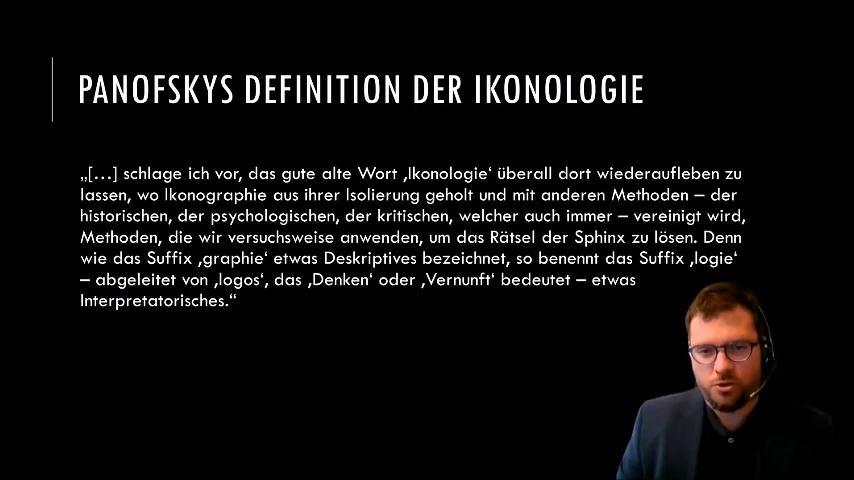 PANOFSKYS DEFINITION DER IKONOLOGIE
„[…] schlage ich vor, das gute alte Wort ‚Ikonologie‘ überall dort wiederaufleben zu
lassen, wo Ikonographie aus ihrer Isolierung geholt und mit anderen Methoden – der
historischen, der psychologischen, der kritischen, welcher auch immer – vereinigt wird,
Methoden, die wir versuchsweise anwenden, um das Rätsel der Sphinx zu lösen. Denn
wie das Suffix ‚graphie‘ etwas Deskriptives bezeichnet, so benennt das Suffix ‚logie‘
– abgeleitet von ‚logos‘, das ‚Denken‘ oder ‚Vernunft‘ bedeutet – etwas
Interpretatorisches.“